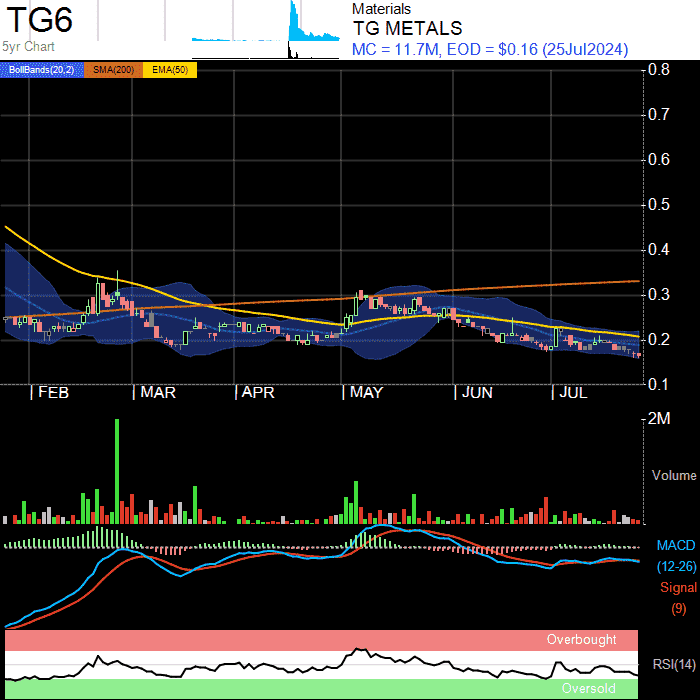 TG6
5yr Chart
Materials
TG METALS
MC = 11.7M, EOD = $0.16 (25Jul2024)
BollBands(20,2) SMA(200) EMA(50)
0.8
0.7
0.6
0.5
0.4
0.3
0.2
0.1
FEB MAR APR MAY JUN JUL
2M
Volume
MACD
(12-26)
Signal
(9)
Overbought
RSI(14)
Oversold